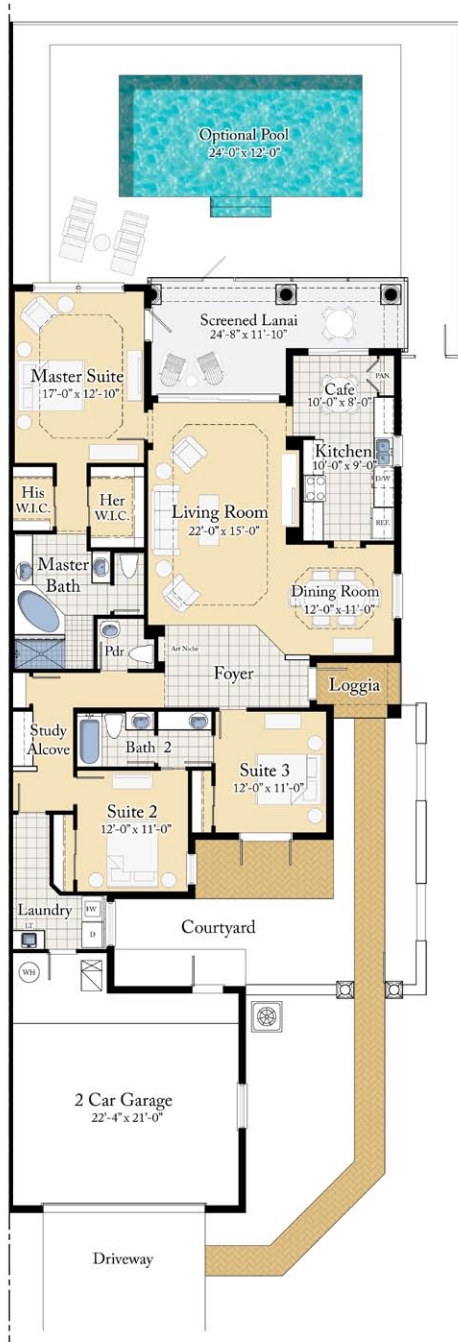 Optional Pool
24'-0" x 12'-0"
Screened Lanai
24'-8" x 11'-10"
Master Suite
17'-0" x 12'-10"
Cafe
10'-0" x 8'-0"
PAN
Kitchen
10'-0" x 9'-0"
D/W
REF.
His
W.I.C.
Her
W.I.C.
Living Room
22'-0" x 15'-0"
Master
Bath
Dining Room
12'-0" x 11'-0"
Pdr
Art Niche
Foyer
Loggia
Study
Alcove
Bath 2
Suite 3
12'-0" x 11'-0"
Suite 2
12'-0" x 11'-0"
Laundry
LT
W
D
Courtyard
WH
2 Car Garage
22'-4" x 21'-0"
Driveway